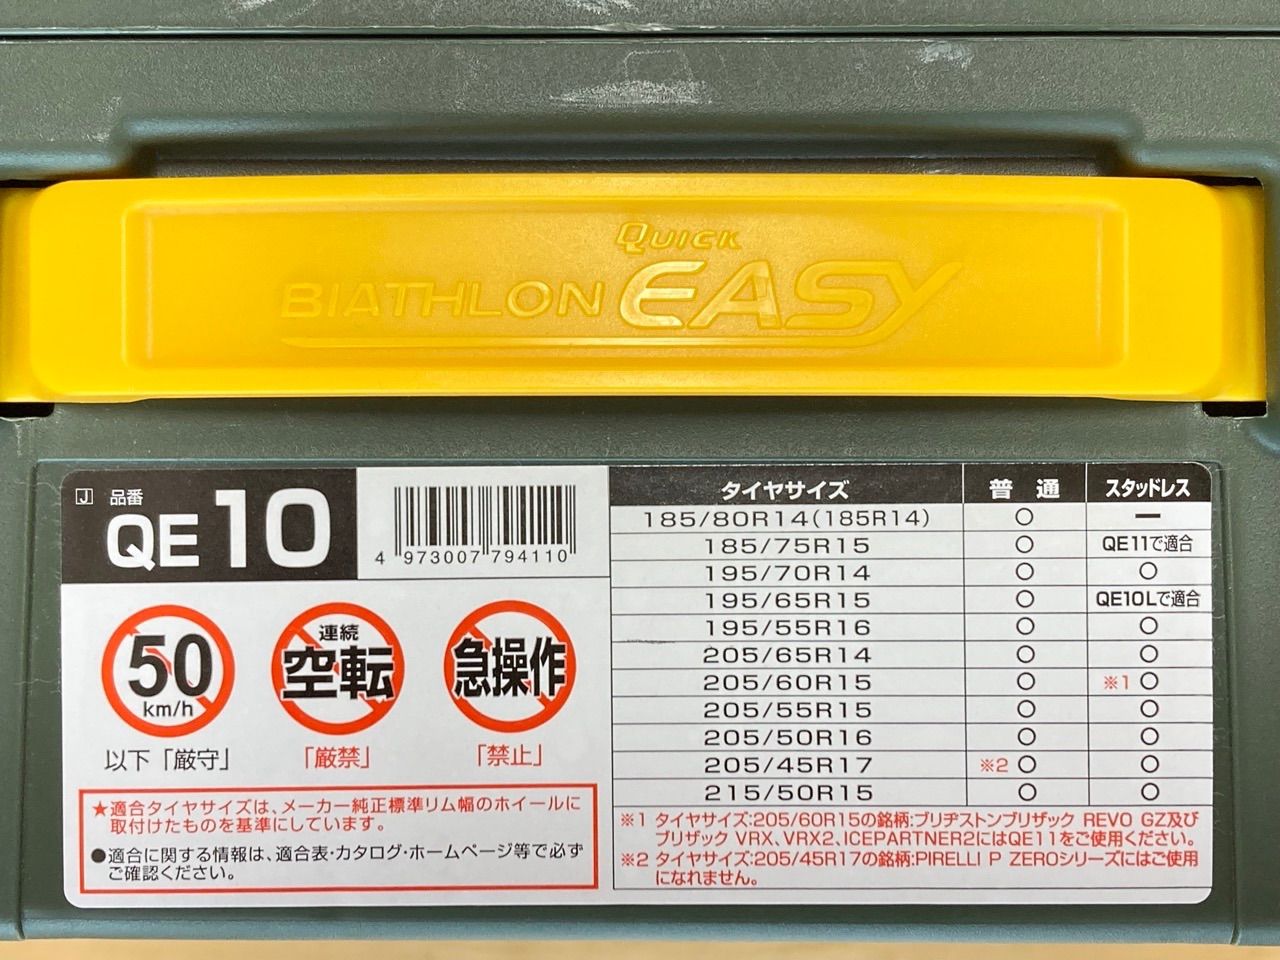 QUICK
BIATHLON EASY
J 品番
QE10
4 973007 794110
50
km/h
以下「厳守」
連続
空転
「厳禁」
急操作
「禁止」
★適合タイヤサイズは、メーカー純正標準リム幅のホイールに
取付けたものを基準にしています。
●適合に関する情報は、適合表・カタログ・ホームページ等で必ず
ご確認ください。
タイヤサイズ 普通 スタッドレス
185/80R14(185R14) ○ ー
185/75R15 ○ QE11で適合
195/70R14 ○ ○
195/65R15 ○ QE10Lで適合
195/55R16 ○ ○
205/65R14 ○ ○
205/60R15 ○ ※1 ○
205/55R15 ○ ○
205/50R16 ○ ○
205/45R17 ※2 ○ ○
215/50R15 ○ ○
※1 タイヤサイズ:205/60R15の銘柄:ブリヂストンブリザック REVO GZ及び
ブリザック VRX、VRX2、ICEPARTNER2にはQE11をご使用ください。
※2 タイヤサイズ:205/45R17の銘柄:PIRELLI P ZEROシリーズにはご使用
になれません。